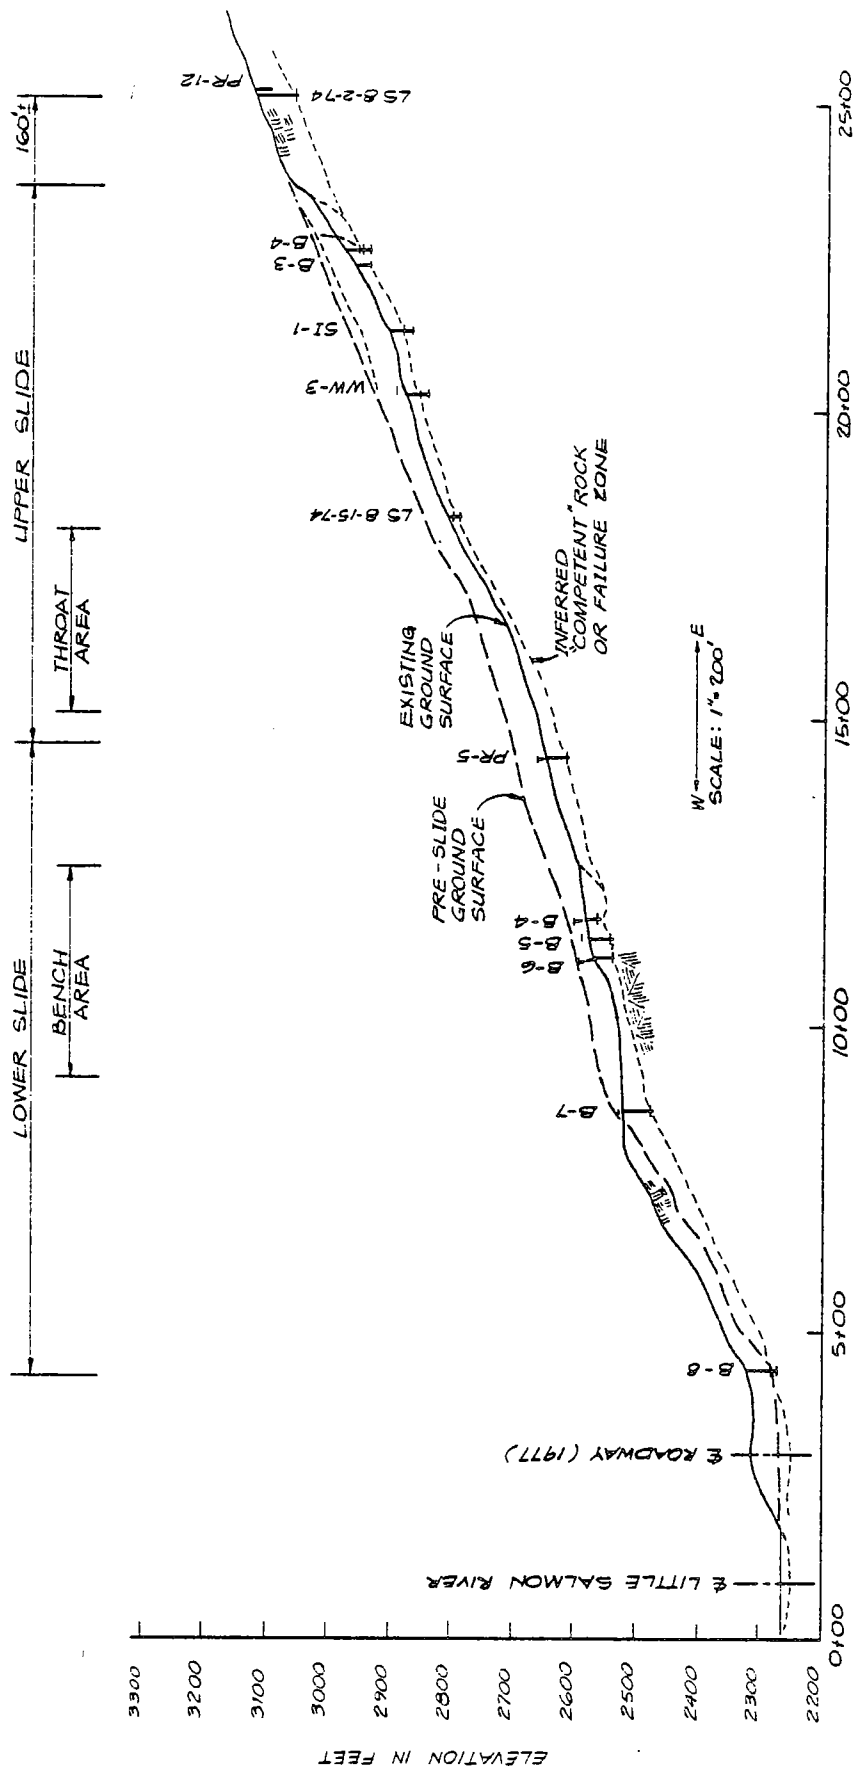 LOWER SLIDE
UPPER SLIDE
160'±
BENCH
AREA
THROAT
AREA
PR-12
LS 8-2-74
B-4
B-3
SI-1
WW-3
LS 8-15-74
EXISTING
GROUND
SURFACE
INFERRED
"COMPETENT" ROCK
OR FAILURE ZONE
PR-5
PRE-SLIDE
GROUND
SURFACE
B-4
B-5
B-6
B-7
B-8
W E
SCALE: 1"=200'
℄ ROADWAY (1977)
℄ LITTLE SALMON RIVER
ELEVATION IN FEET
3300
3200
3100
3000
2900
2800
2700
2600
2500
2400
2300
2200
0+00
5+00
10+00
15+00
20+00
25+00